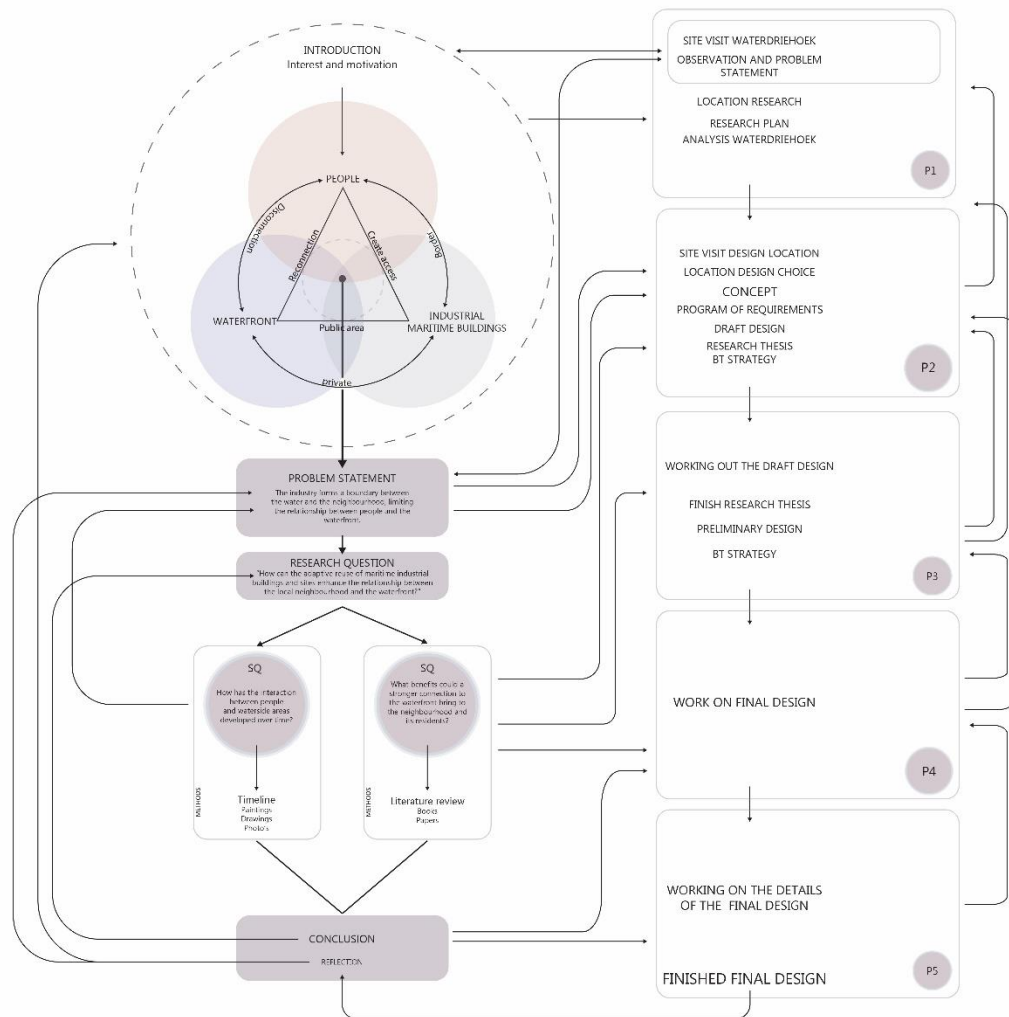 INTRODUCTION
Interest and motivation
PEOPLE
Disconnection
Border
Reconnection
Create access
WATERFRONT
Public area
INDUSTRIAL
MARITIME BUILDINGS
Private
PROBLEM STATEMENT
The industry forms a boundary between
the water and the neighbourhood, limiting
the relationship between people and the
waterfront.
RESEARCH QUESTION
"How can the adaptive reuse of maritime industrial
buildings and sites enhance the relationship between
the local neighbourhood and the waterfront?"
SQ
How has the interaction
between people
and waterside areas
developed over time?
METHODS
Timeline
Paintings
Drawings
Photo's
SQ
What benefits could a
stronger connection to
the waterfront bring to
the neighbourhood and
its residents?
METHODS
Literature review
Books
Papers
CONCLUSION
REFLECTION
SITE VISIT WATERDRIEHOEK
OBSERVATION AND PROBLEM
STATEMENT
LOCATION RESEARCH
RESEARCH PLAN
ANALYSIS WATERDRIEHOEK
P1
SITE VISIT DESIGN LOCATION
LOCATION DESIGN CHOICE
CONCEPT
PROGRAM OF REQUIREMENTS
DRAFT DESIGN
RESEARCH THESIS
BT STRATEGY
P2
WORKING OUT THE DRAFT DESIGN
FINISH RESEARCH THESIS
PRELIMINARY DESIGN
BT STRATEGY
P3
WORK ON FINAL DESIGN
P4
WORKING ON THE DETAILS
OF THE FINAL DESIGN
FINISHED FINAL DESIGN
P5